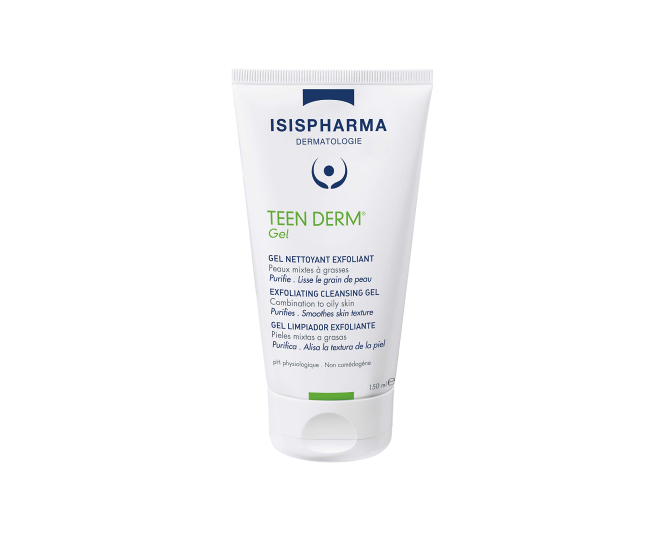 ISISPHARMA
DERMATOLOGIE
TEEN DERM®
Gel
GEL NETTOYANT EXFOLIANT
Peaux mixtes à grasses
Purifie . Lisse le grain de peau
EXFOLIATING CLEANSING GEL
Combination to oily skin
Purifies . Smoothes skin texture
GEL LIMPIADOR EXFOLIANTE
Pieles mixtas a grasas
Purifica . Alisa la textura de la piel
pH physiologique . Non comédogène
150 ml ℮